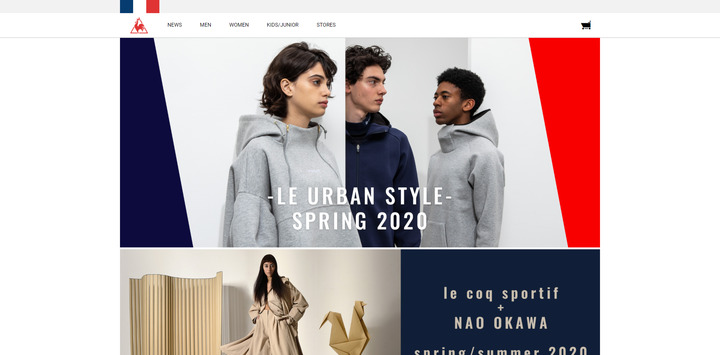 NEWS MEN WOMEN KIDS/JUNIOR STORES
-LE URBAN STYLE-
SPRING 2020
le coq sportif
+
NAO OKAWA
spring/summer 2020